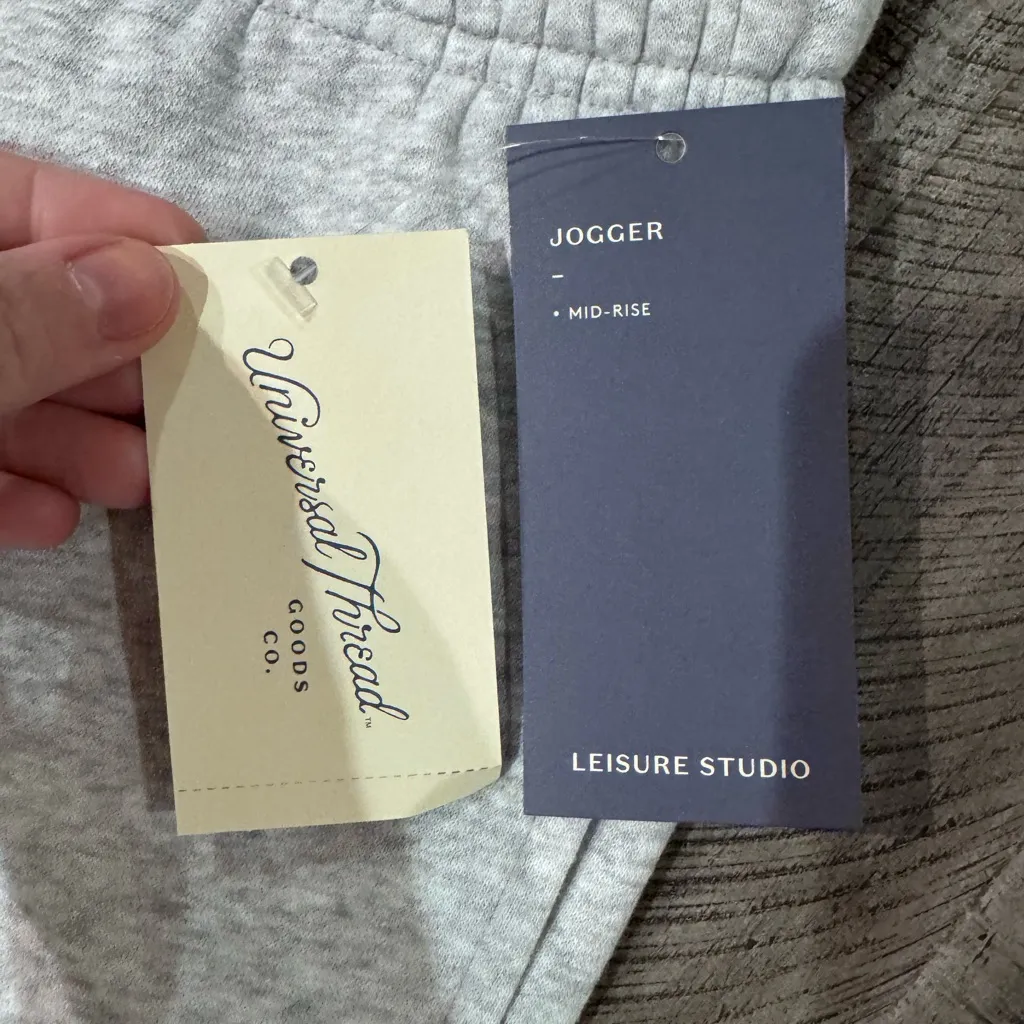 Universal Thread™
GOODS
CO.
JOGGER
–
• MID-RISE
LEISURE STUDIO